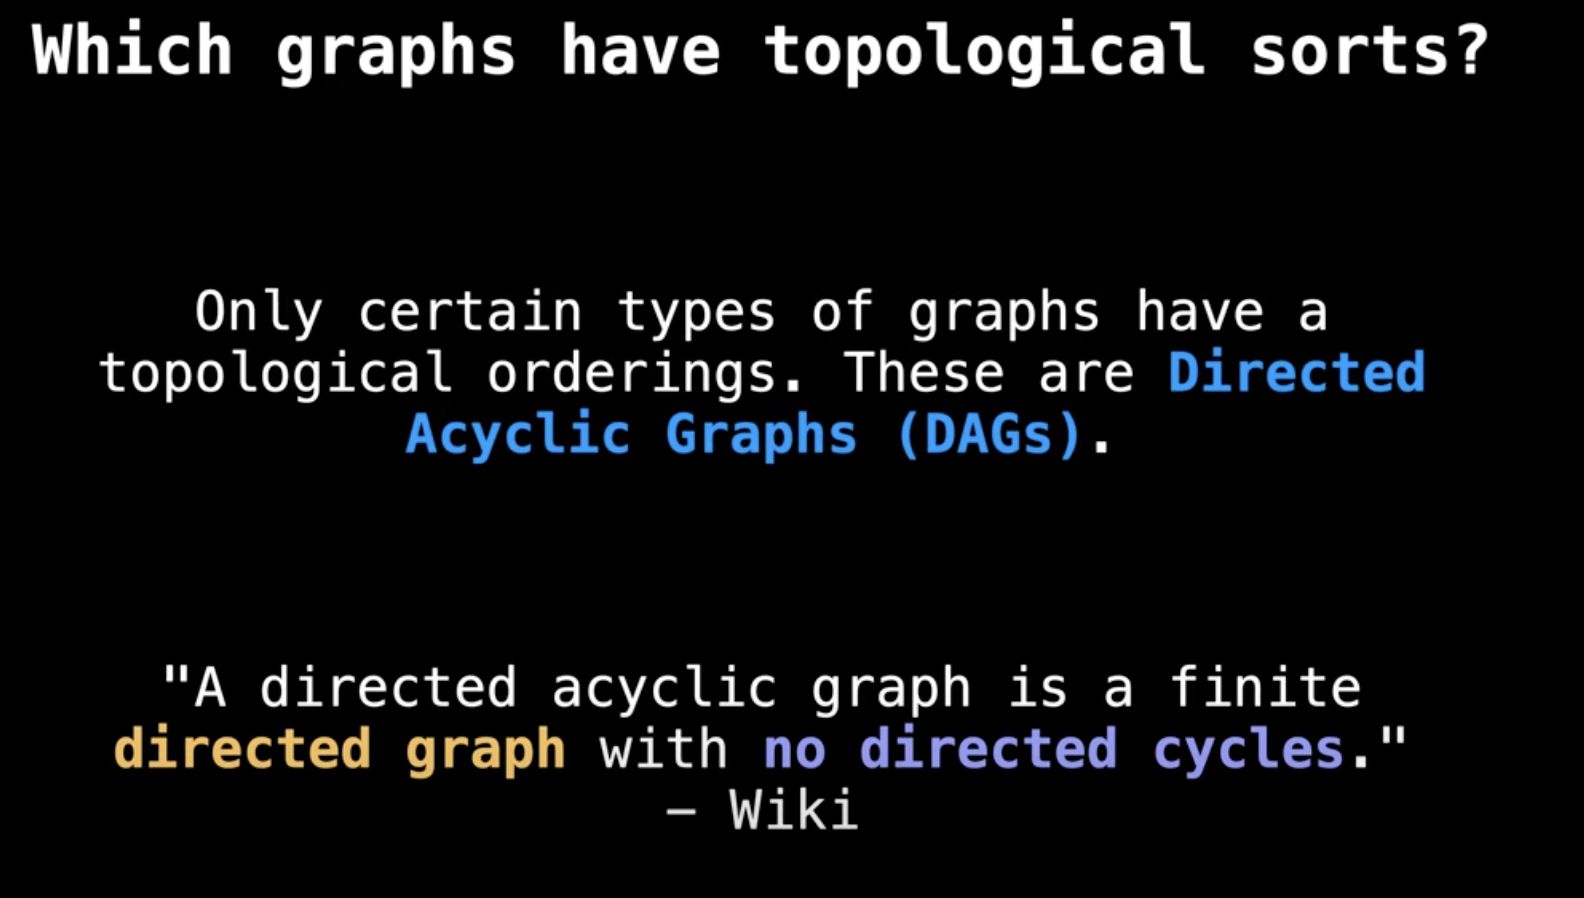 Which graphs have topological sorts?
Only certain types of graphs have a
topological orderings. These are Directed
Acyclic Graphs (DAGs).
"A directed acyclic graph is a finite
directed graph with no directed cycles."
– Wiki